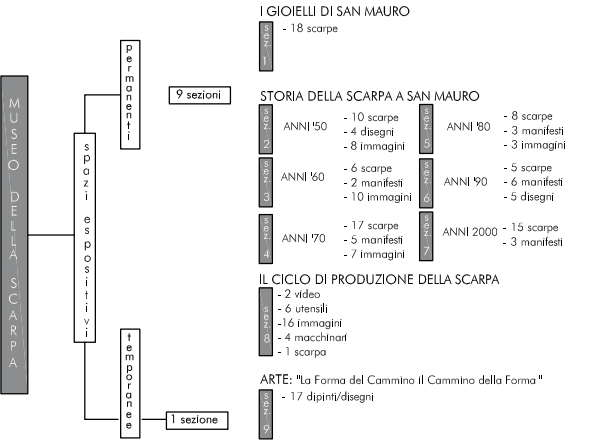 MUSEO DELLA SCARPA
spazi espositivi
permanenti
9 sezioni
temporanee
1 sezione
I GIOIELLI DI SAN MAURO
sez. 1
- 18 scarpe
STORIA DELLA SCARPA A SAN MAURO
sez. 2
ANNI '50
- 10 scarpe
- 4 disegni
- 8 immagini
sez. 3
ANNI '60
- 6 scarpe
- 2 manifesti
- 10 immagini
sez. 4
ANNI '70
- 17 scarpe
- 5 manifesti
- 7 immagini
sez. 5
ANNI '80
- 8 scarpe
- 3 manifesti
- 3 immagini
sez. 6
ANNI '90
- 5 scarpe
- 6 manifesti
- 5 disegni
sez. 7
ANNI 2000
- 15 scarpe
- 3 manifesti
IL CICLO DI PRODUZIONE DELLA SCARPA
sez. 8
- 2 video
- 6 utensili
-16 immagini
- 4 macchinari
- 1 scarpa
ARTE: "La Forma del Cammino il Cammino della Forma"
sez. 9
- 17 dipinti/disegni